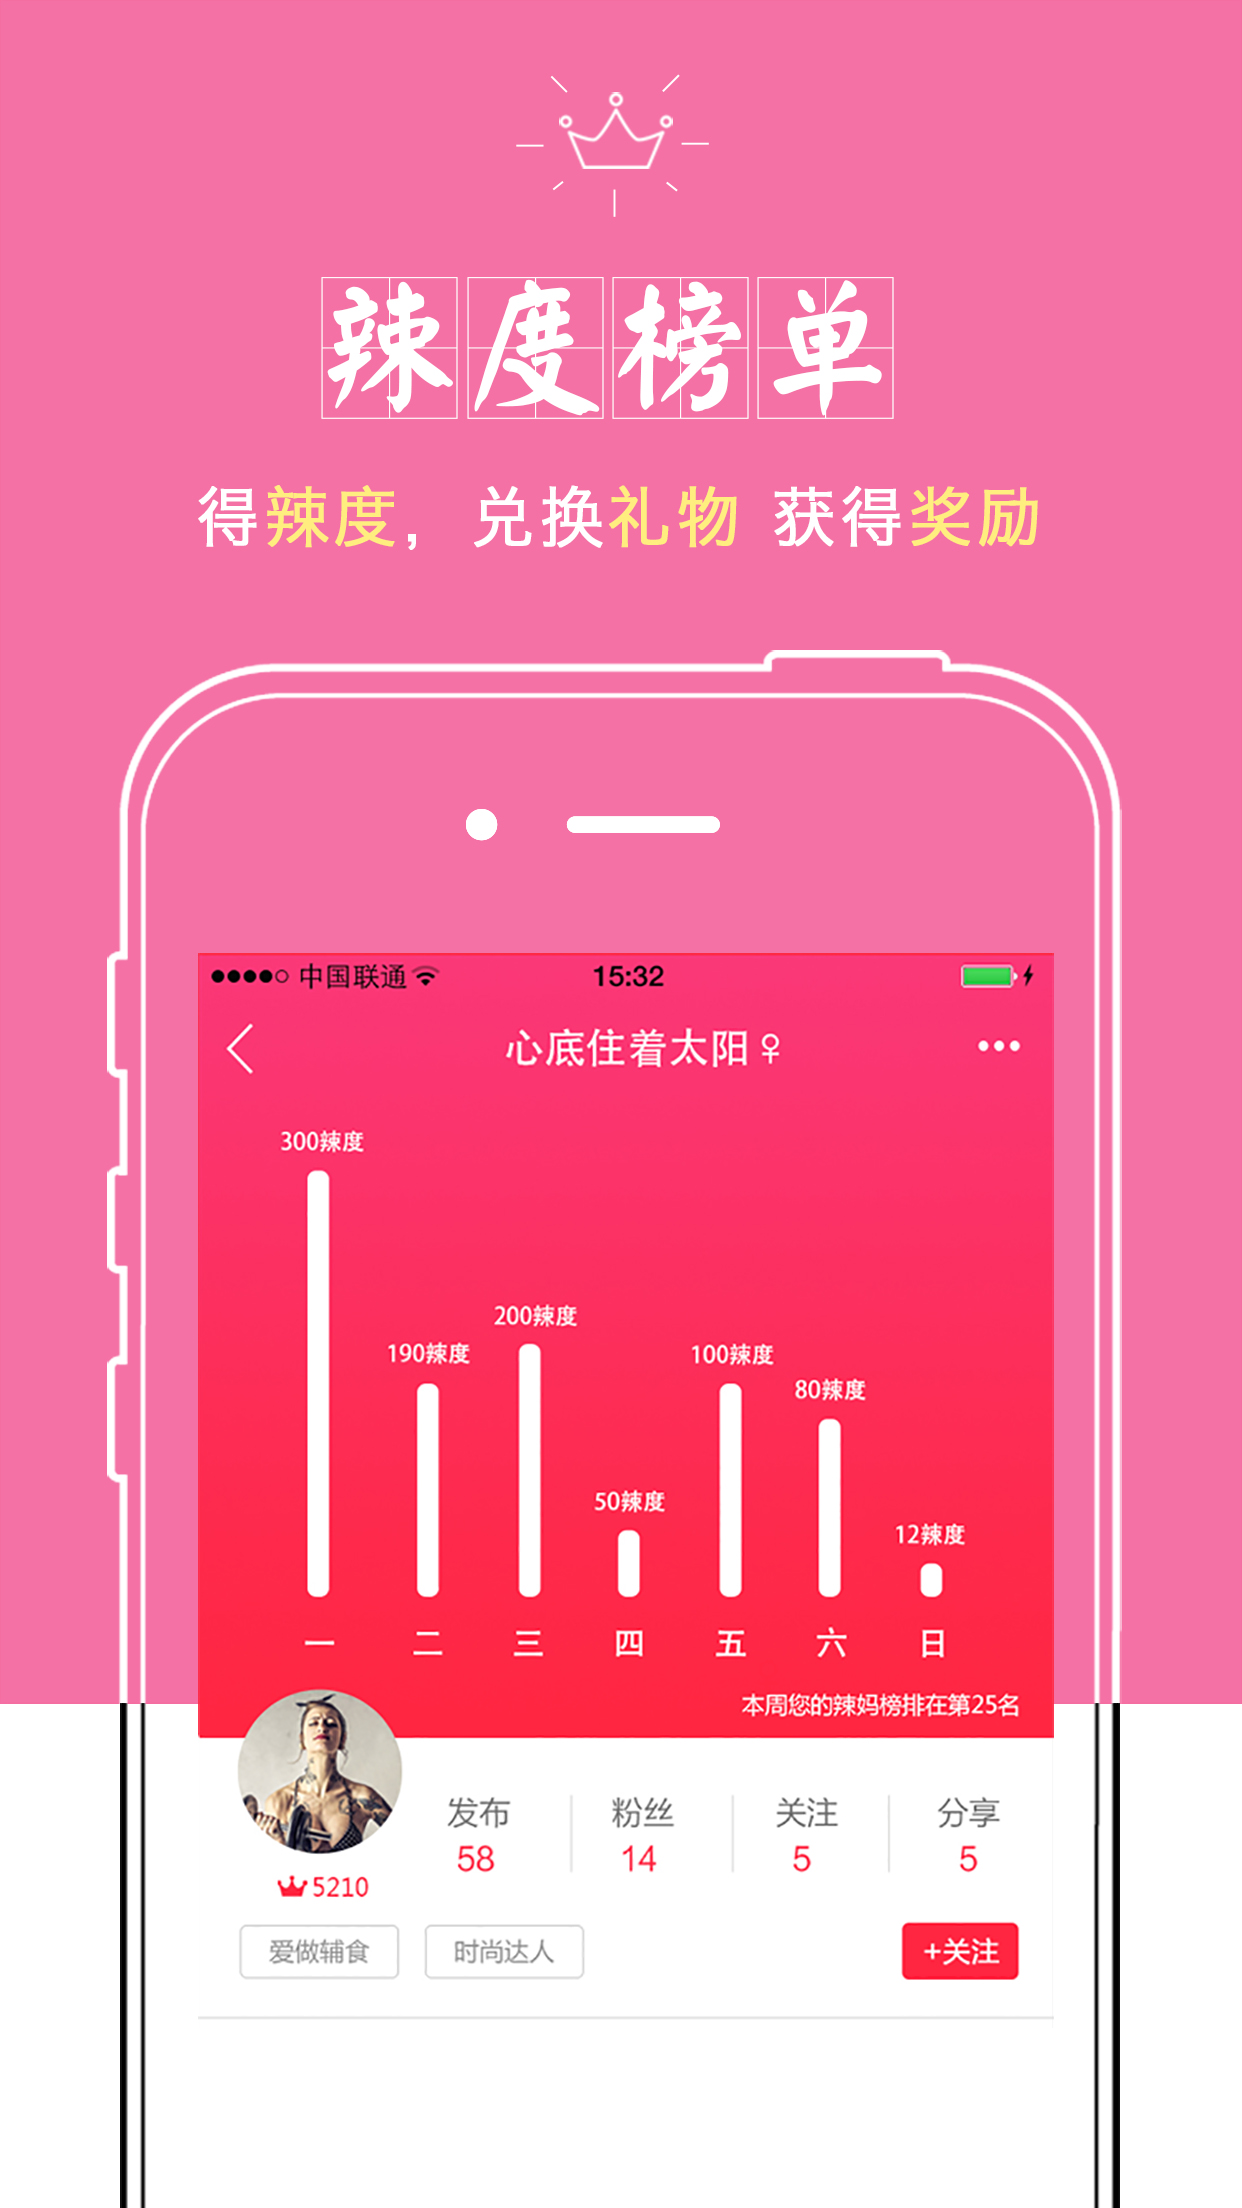 辣度榜单
得辣度，兑换礼物 获得奖励
中国联通 15:32
心底住着太阳♀
300辣度
190辣度
200辣度
50辣度
100辣度
80辣度
12辣度
一 二 三 四 五 六 日
本周您的辣妈榜排在第25名
发布 粉丝 关注 分享
58 14 5 5
5210
爱做辅食 时尚达人 +关注